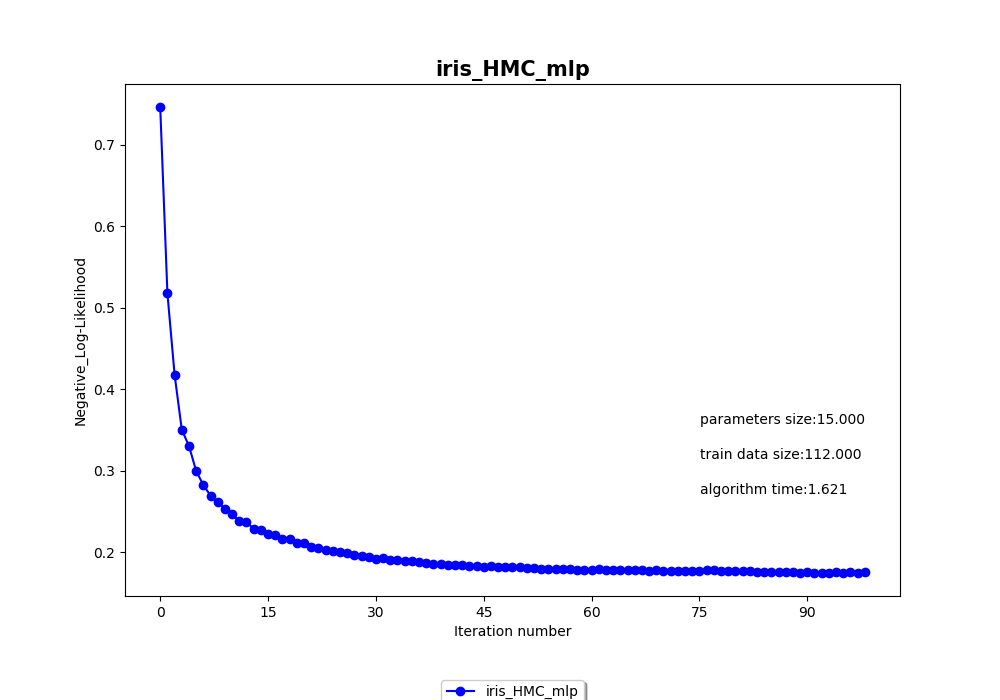 iris_HMC_mlp
0.7
0.6
0.5
0.4
0.3
0.2
Negative_Log-Likelihood
parameters size:15.000
train data size:112.000
algorithm time:1.621
0 15 30 45 60 75 90
Iteration number
iris_HMC_mlp